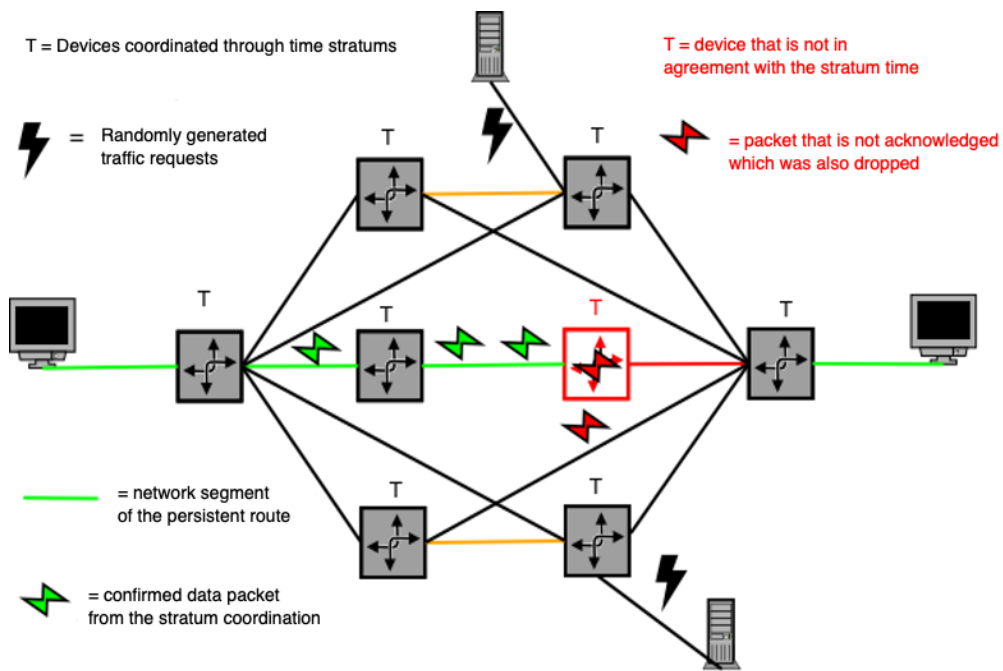 T = Devices coordinated through time stratums
T = device that is not in
agreement with the stratum time
= Randomly generated
traffic requests
= packet that is not acknowledged
which was also dropped
T
T
T
T
T
T
T
T
= network segment
of the persistent route
= confirmed data packet
from the stratum coordination